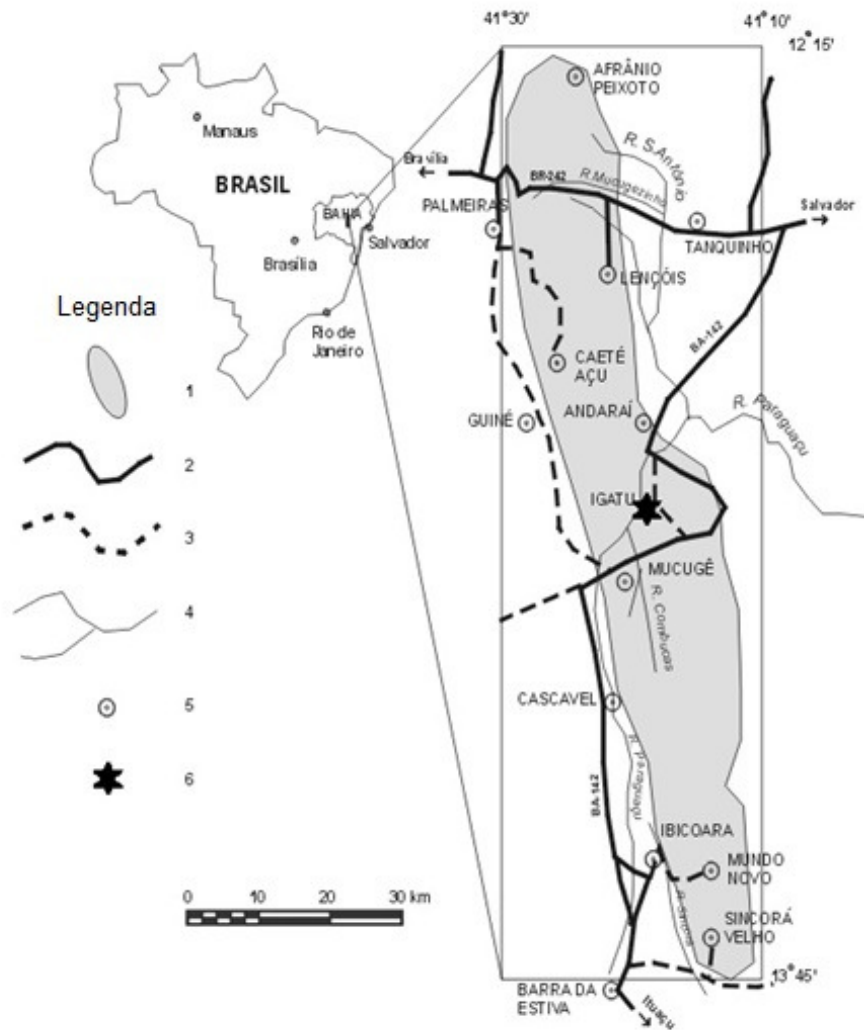 41°30'
41°10'
12°15'
AFRÂNIO
PEIXOTO
Manaus
R. S.Antônio
BRASIL
BR-242
R.Mucugezinho
Salvador
PALMEIRAS
BAHIA
Salvador
TANQUINHO
Brasília
LENÇÓIS
Legenda
Rio de
Janeiro
BA-142
CAETÉ
AÇU
1
GUINÉ
ANDARAÍ
R. Paraguaçu
2
IGATU
3
MUCUGÊ
R. Combucas
4
CASCAVEL
5
R. Paraguaçu
6
BA-142
IBICOARA
MUNDO
NOVO
0 10 20 30 km
SINCORÁ
VELHO
13°45'
BARRA DA
ESTIVA
Ituaçu